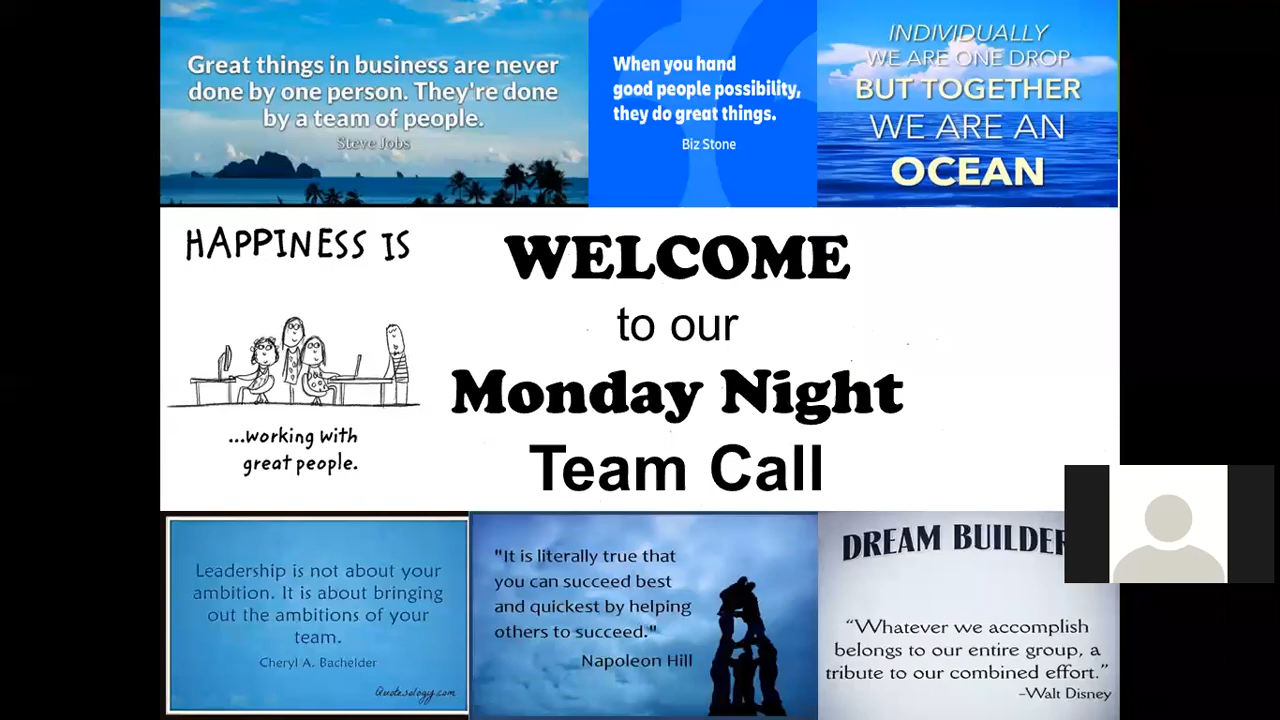 Great things in business are never
done by one person. They're done
by a team of people.
Steve Jobs
When you hand
good people possibility,
they do great things.
Biz Stone
INDIVIDUALLY
WE ARE ONE DROP
BUT TOGETHER
WE ARE AN
OCEAN
HAPPINESS IS
...working with
great people.
WELCOME
to our
Monday Night
Team Call
Leadership is not about your
ambition. It is about bringing
out the ambitions of your
team.
Cheryl A. Bachelder
Quotesology.com
"It is literally true that
you can succeed best
and quickest by helping
others to succeed."
Napoleon Hill
DREAM BUILDER
“Whatever we accomplish
belongs to our entire group, a
tribute to our combined effort.”
–Walt Disney